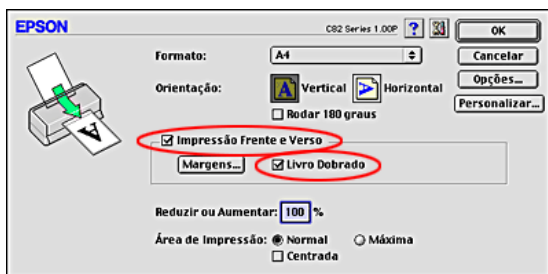 EPSON
C82 Series 1.00P ? OK
Formato: A4 Cancelar
Orientação: A Vertical A Horizontal Opções...
Rodar 180 graus Personalizar...
Impressão Frente e Verso
Margens... Livro Dobrado
Reduzir ou Aumentar: 100 %
Área de Impressão: Normal Máxima
Centrada
A